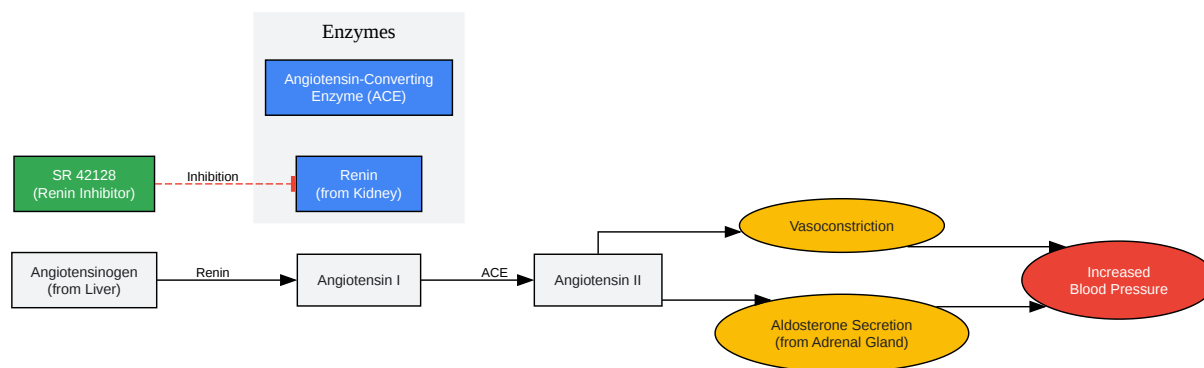 Enzymes
Angiotensin-Converting
Enzyme (ACE)
SR 42128
(Renin Inhibitor)
Inhibition
Renin
(from Kidney)
Angiotensinogen
(from Liver)
Renin
Angiotensin I
ACE
Angiotensin II
Vasoconstriction
Aldosterone Secretion
(from Adrenal Gland)
Increased
Blood Pressure